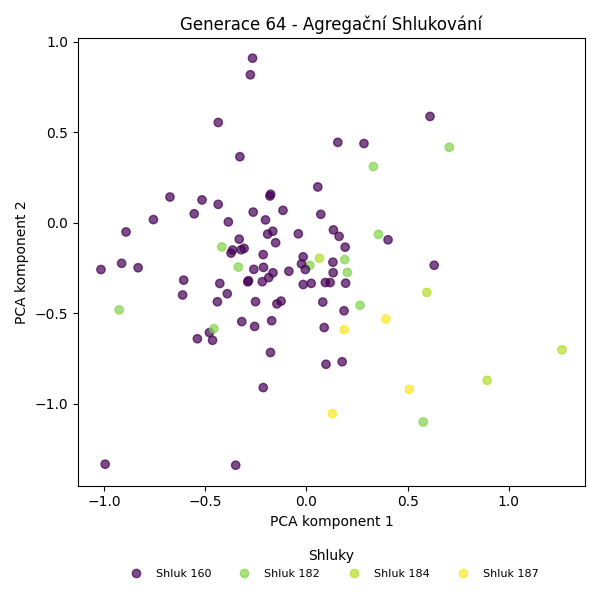 Generace 64 - Agregační Shlukování
PCA komponent 2
1.0
0.5
0.0
−0.5
−1.0
−1.0 −0.5 0.0 0.5 1.0
PCA komponent 1
Shluky
Shluk 160 Shluk 182 Shluk 184 Shluk 187